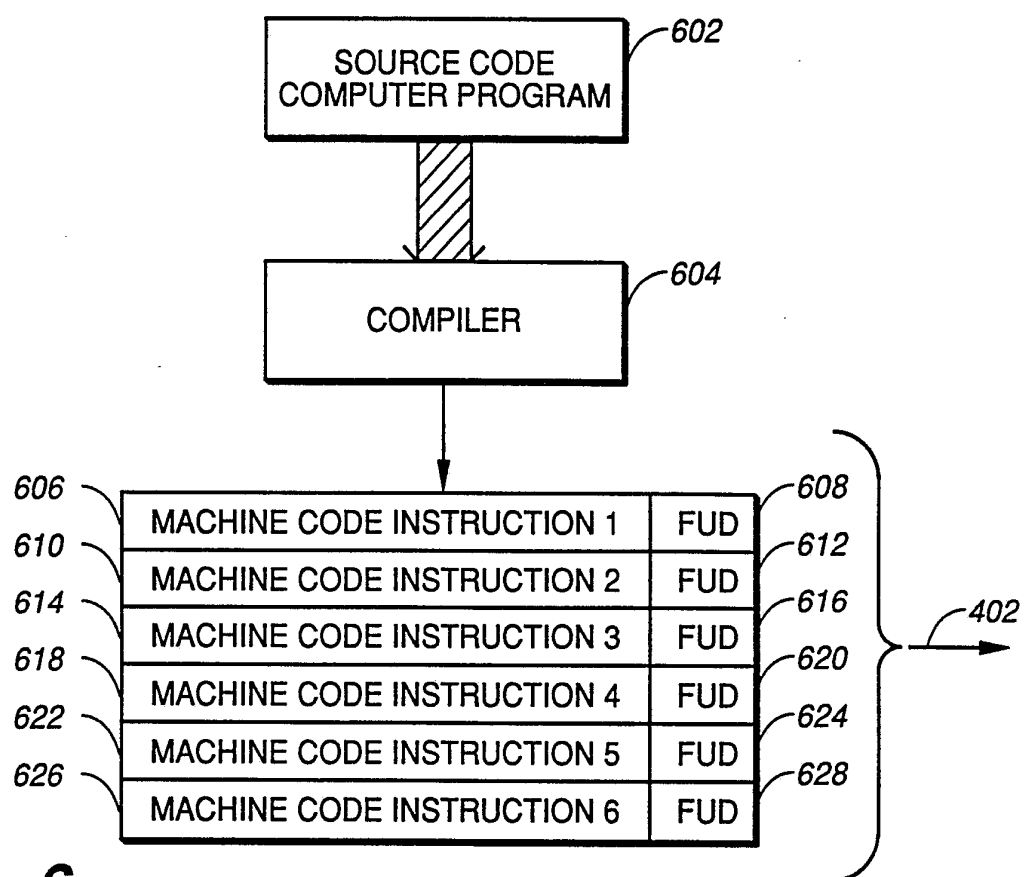 602
SOURCE CODE
COMPUTER PROGRAM
604
COMPILER
606 MACHINE CODE INSTRUCTION 1 FUD 608
610 MACHINE CODE INSTRUCTION 2 FUD 612
614 MACHINE CODE INSTRUCTION 3 FUD 616
618 MACHINE CODE INSTRUCTION 4 FUD 620
622 MACHINE CODE INSTRUCTION 5 FUD 624
626 MACHINE CODE INSTRUCTION 6 FUD 628
402